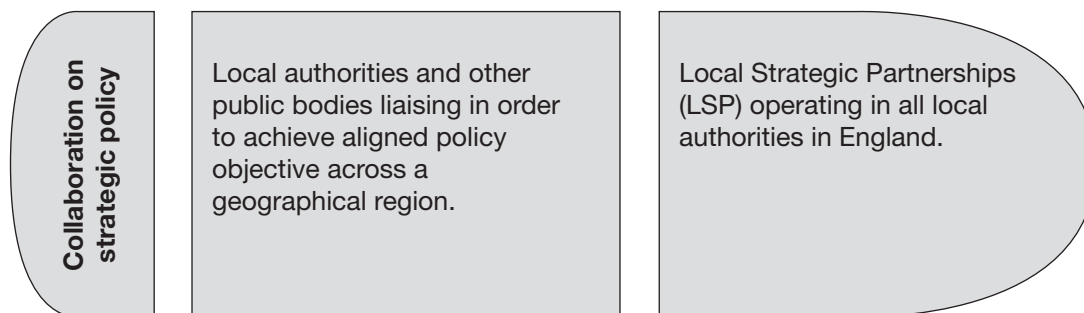 Collaboration on
strategic policy
Local authorities and other
public bodies liaising in order
to achieve aligned policy
objective across a
geographical region.
Local Strategic Partnerships
(LSP) operating in all local
authorities in England.